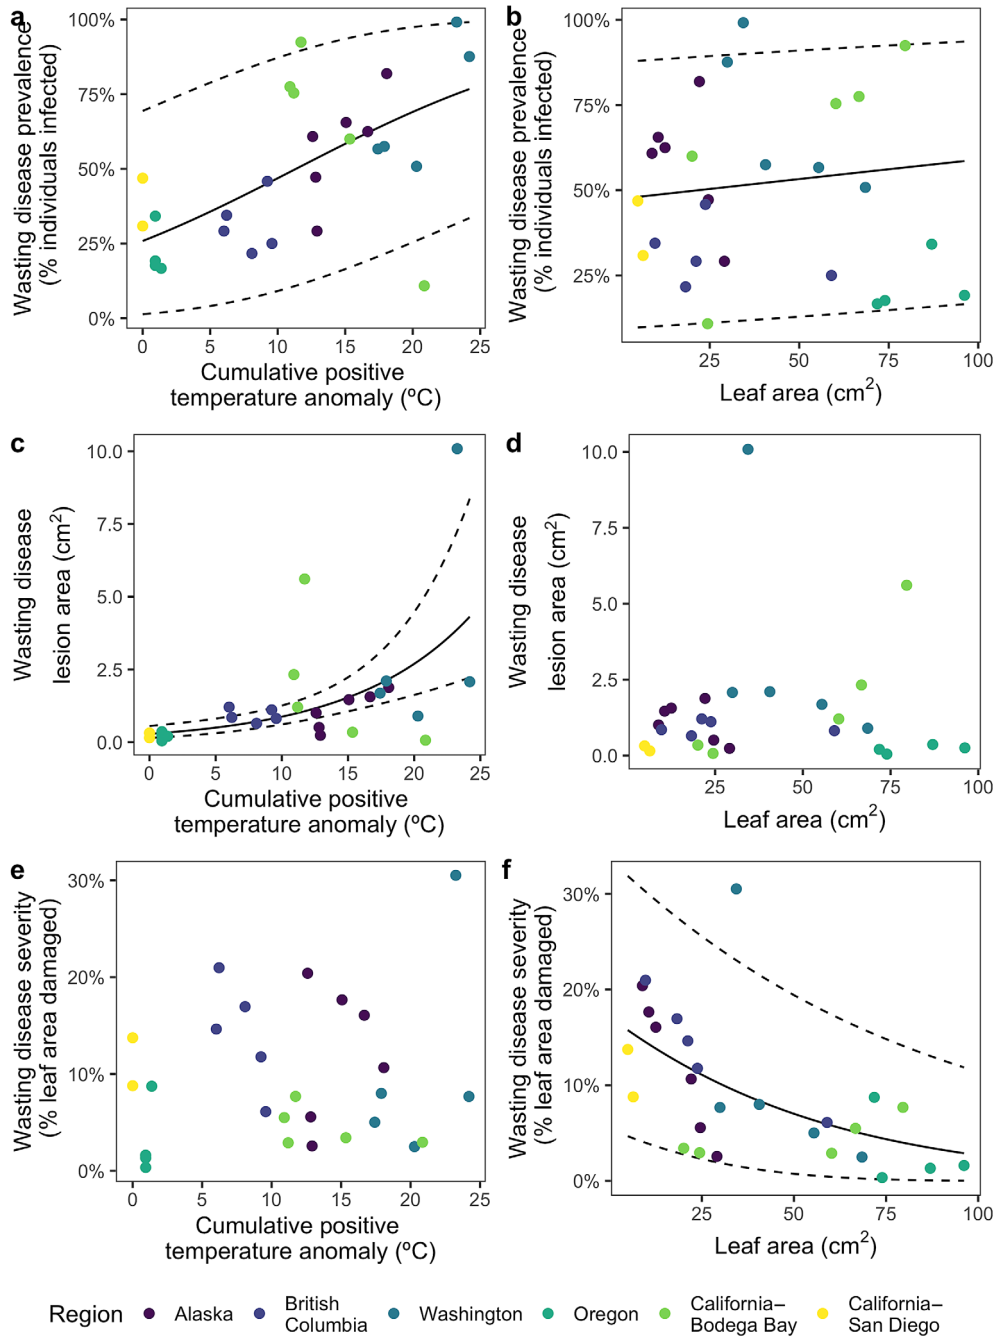 a
Wasting disease prevalence
(% individuals infected)
100%
75%
50%
25%
0%
0 5 10 15 20 25
Cumulative positive
temperature anomaly (ºC)
b
Wasting disease prevalence
(% individuals infected)
100%
75%
50%
25%
25 50 75 100
Leaf area (cm²)
c
Wasting disease
lesion area (cm²)
10.0
7.5
5.0
2.5
0.0
0 5 10 15 20 25
Cumulative positive
temperature anomaly (ºC)
d
Wasting disease
lesion area (cm²)
10.0
7.5
5.0
2.5
0.0
25 50 75 100
Leaf area (cm²)
e
Wasting disease severity
(% leaf area damaged)
30%
20%
10%
0%
0 5 10 15 20 25
Cumulative positive
temperature anomaly (ºC)
f
Wasting disease severity
(% leaf area damaged)
30%
20%
10%
0%
25 50 75 100
Leaf area (cm²)
Region
Alaska
British
Columbia
Washington
Oregon
California–
Bodega Bay
California–
San Diego